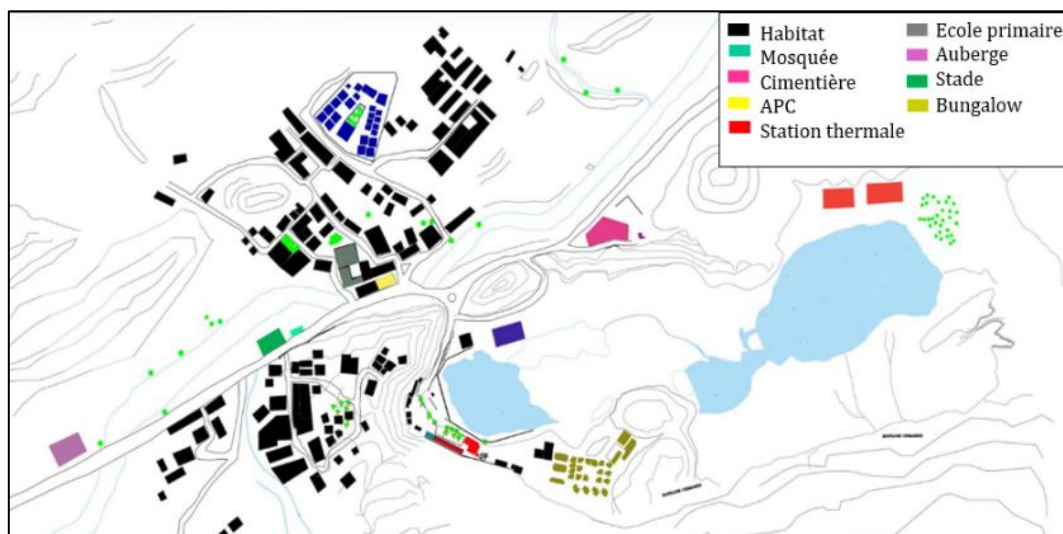 Habitat
Mosquée
Cimentière
APC
Station thermale
Ecole primaire
Auberge
Stade
Bungalow